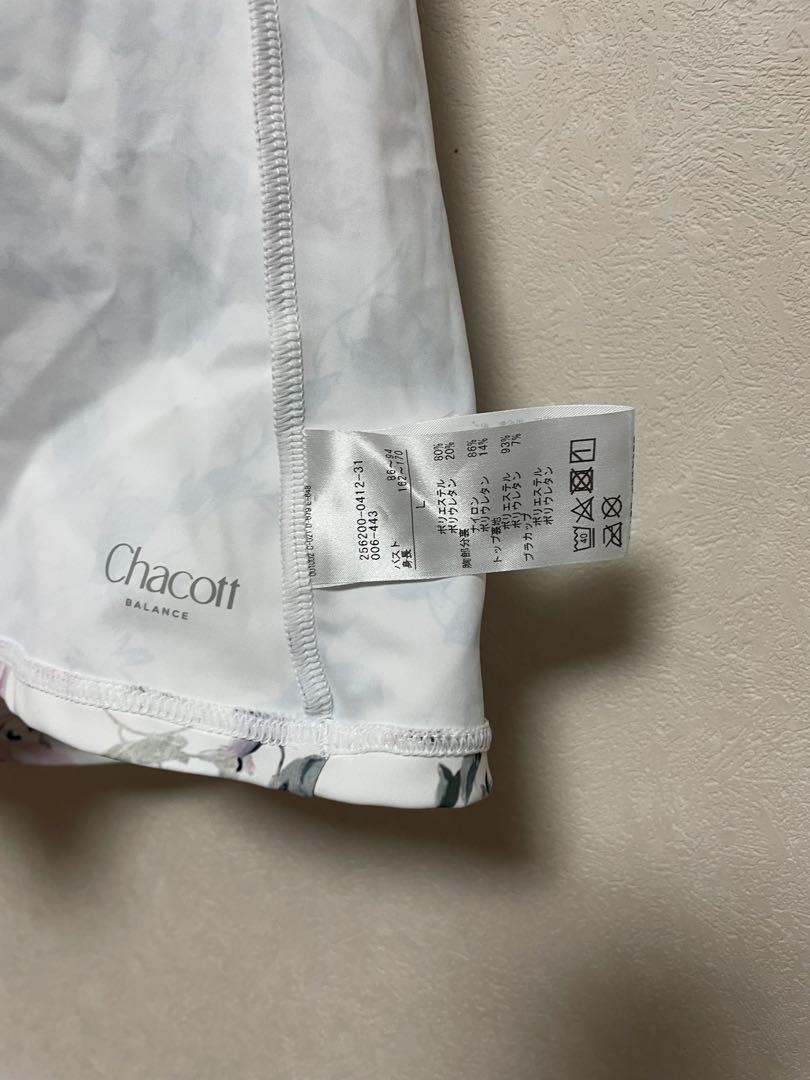 Chacott
BALANCE
256200-0412-31
006-443
バスト 86~94
身長 162~170
L
ポリエステル 80%
ポリウレタン 20%
胸部分裏
ナイロン 86%
ポリウレタン 14%
トップ裏地
ポリエステル 93%
ポリウレタン 7%
ブラカップ
ポリエステル
ポリウレタン
40